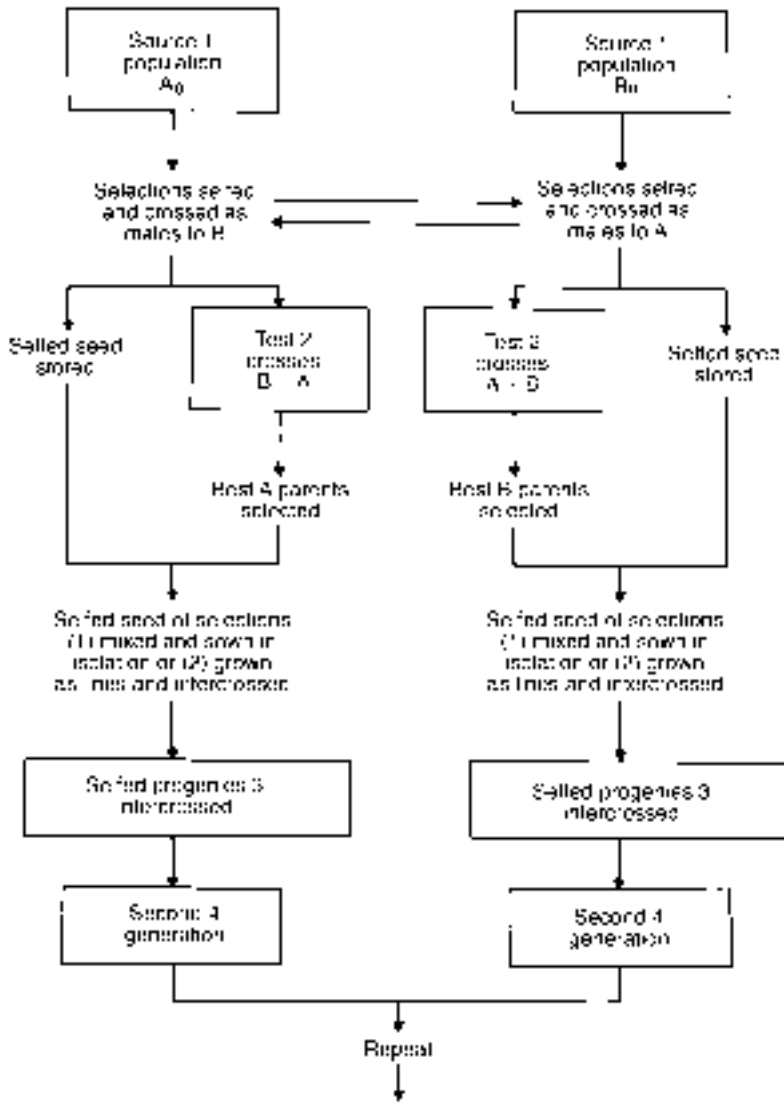 Source 1
population
A0
Source 1
population
B0
Selections selfed
and crossed as
males to B
Selections selfed
and crossed as
males to A
Selfed seed
stored
Test 2
crosses
B
A
Test 2
crosses
A
B
Selfed seed
stored
Best A parents
selected
Best B parents
selected
Selfed seed of selections
(1) mixed and sown in
isolation or (2) grown
as lines and intercrossed
Selfed seed of selections
(1) mixed and sown in
isolation or (2) grown
as lines and intercrossed
Selfed progenies 3
intercrossed
Selfed progenies 3
intercrossed
Second 4
generation
Second 4
generation
Repeat